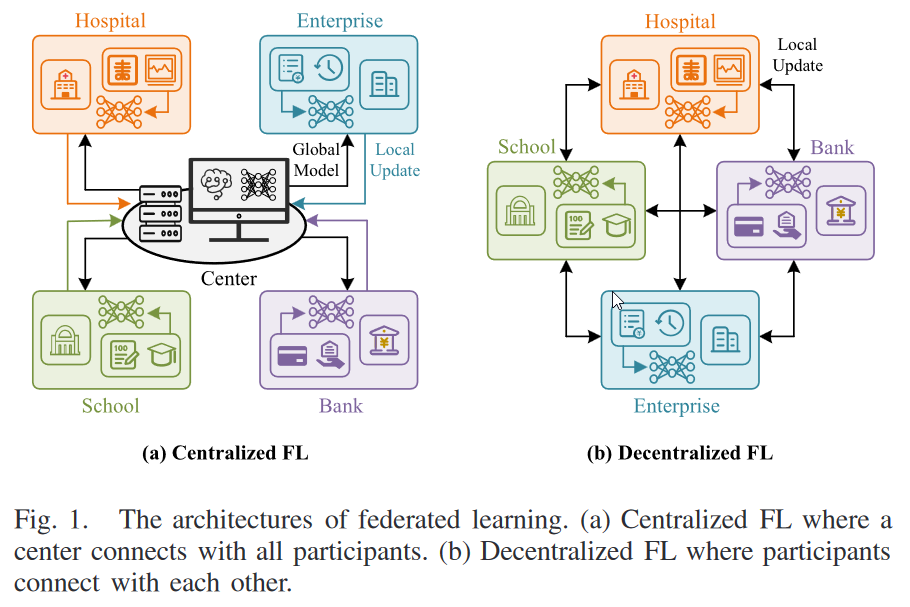 Hospital
Enterprise
Global
Model
Local
Update
Center
School
Bank
(a) Centralized FL
Hospital
Local
Update
School
100
Bank
¥
Enterprise
(b) Decentralized FL
100
¥
Fig. 1. The architectures of federated learning. (a) Centralized FL where a
center connects with all participants. (b) Decentralized FL where participants
connect with each other.